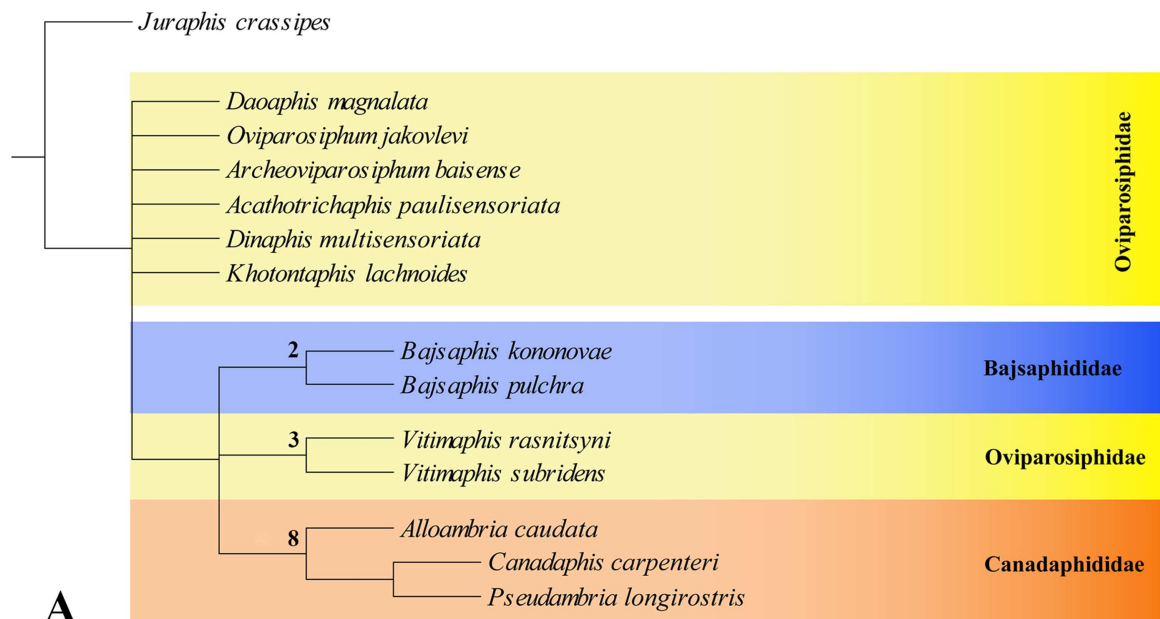 Juraphis crassipes
Daoaphis magnalata
Oviparosiphum jakovlevi
Archeoviparosiphum baisense
Acathotrichaphis paulisensoriata
Dinaphis multisensoriata
Khotontaphis lachnoides
Oviparosiphidae
2
Bajsaphis kononovae
Bajsaphis pulchra
Bajsaphididae
3
Vitimaphis rasnitsyni
Vitimaphis subridens
Oviparosiphidae
8
Alloambria caudata
Canadaphis carpenteri
Pseudambria longirostris
Canadaphididae
A